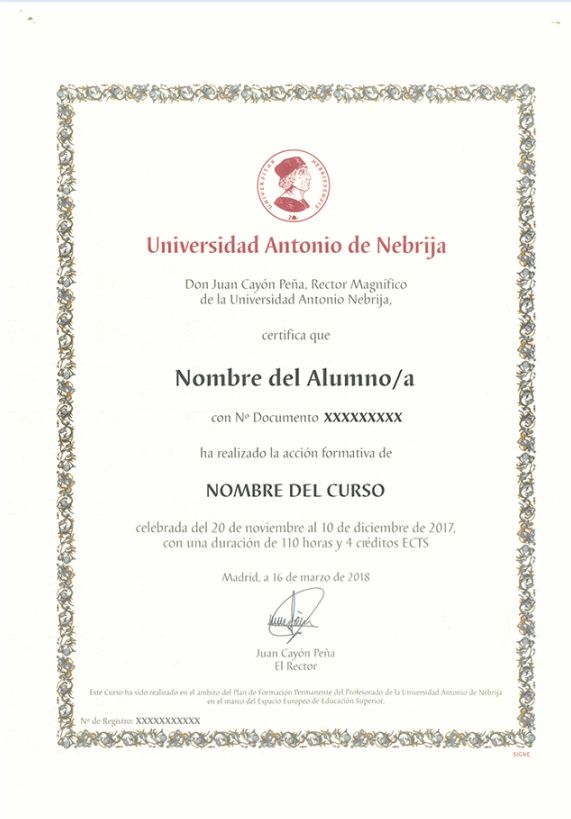 UNIVERSITAS NEBRISSENSIS
Universidad Antonio de Nebrija
Don Juan Cayón Peña, Rector Magnífico
de la Universidad Antonio Nebrija,
certifica que
Nombre del Alumno/a
con Nº Documento XXXXXXXXX
ha realizado la acción formativa de
NOMBRE DEL CURSO
celebrada del 20 de noviembre al 10 de diciembre de 2017,
con una duración de 110 horas y 4 créditos ECTS
Madrid, a 16 de marzo de 2018
Juan Cayón Peña
El Rector
Este Curso ha sido realizado en el ámbito del Plan de Formación Permanente del Profesorado de la Universidad Antonio de Nebrija
en el marco del Espacio Europeo de Educación Superior.
Nº de Registro: XXXXXXXXXXX
SIGNE